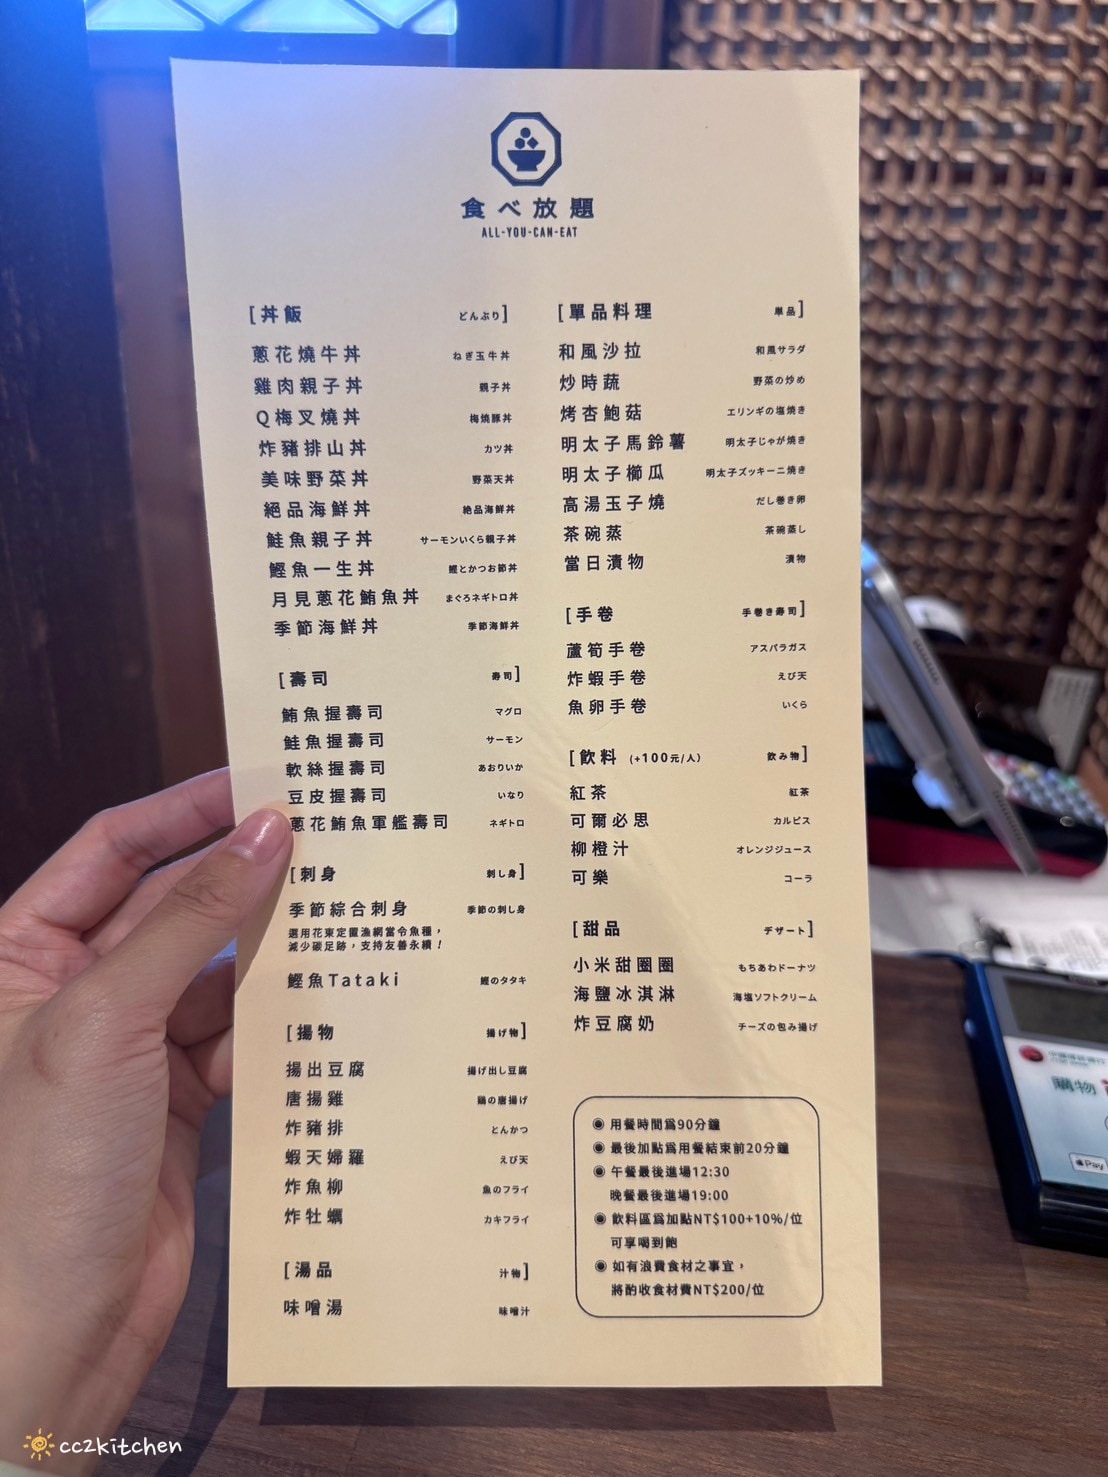 食べ放題
ALL-YOU-CAN-EAT
[丼飯 どんぶり]
蔥花燒牛丼 ねぎ玉牛丼
雞肉親子丼 親子丼
Q梅叉燒丼 梅燒豚丼
炸豬排山丼 カツ丼
美味野菜丼 野菜天丼
絕品海鮮丼 絶品海鮮丼
鮭魚親子丼 サーモンいくら親子丼
鰹魚一生丼 鰹とかつお節丼
月見蔥花鮪魚丼 まぐろネギトロ丼
季節海鮮丼 季節海鮮丼
[壽司 寿司]
鮪魚握壽司 マグロ
鮭魚握壽司 サーモン
軟絲握壽司 あおりいか
豆皮握壽司 いなり
蔥花鮪魚軍艦壽司 ネギトロ
[刺身 刺し身]
季節綜合刺身 季節の刺し身
選用花東定置漁網當令魚種，
減少碳足跡，支持友善永續！
鰹魚Tataki 鰹のタタキ
[揚物 揚げ物]
揚出豆腐 揚げ出し豆腐
唐揚雞 鶏の唐揚げ
炸豬排 とんかつ
蝦天婦羅 えび天
炸魚柳 魚のフライ
炸牡蠣 カキフライ
[湯品 汁物]
味噌湯 味噌汁
[單品料理 単品]
和風沙拉 和風サラダ
炒時蔬 野菜の炒め
烤杏鮑菇 エリンギの塩焼き
明太子馬鈴薯 明太子じゃが焼き
明太子櫛瓜 明太子ズッキーニ焼き
高湯玉子燒 だし巻き卵
茶碗蒸 茶碗蒸し
當日漬物 漬物
[手卷 手巻き寿司]
蘆筍手卷 アスパラガス
炸蝦手卷 えび天
魚卵手卷 いくら
[飲料 (+100元/人) 飲み物]
紅茶 紅茶
可爾必思 カルピス
柳橙汁 オレンジジュース
可樂 コーラ
[甜品 デザート]
小米甜圈圈 もちあわドーナツ
海鹽冰淇淋 海塩ソフトクリーム
炸豆腐奶 チーズの包み揚げ
◉ 用餐時間為90分鐘
◉ 最後加點為用餐結束前20分鐘
◉ 午餐最後進場12:30
晚餐最後進場19:00
◉ 飲料區為加點NT$100+10%/位
可享喝到飽
◉ 如有浪費食材之事宜，
將酌收食材費NT$200/位
購物
Pay
cc2kitchen